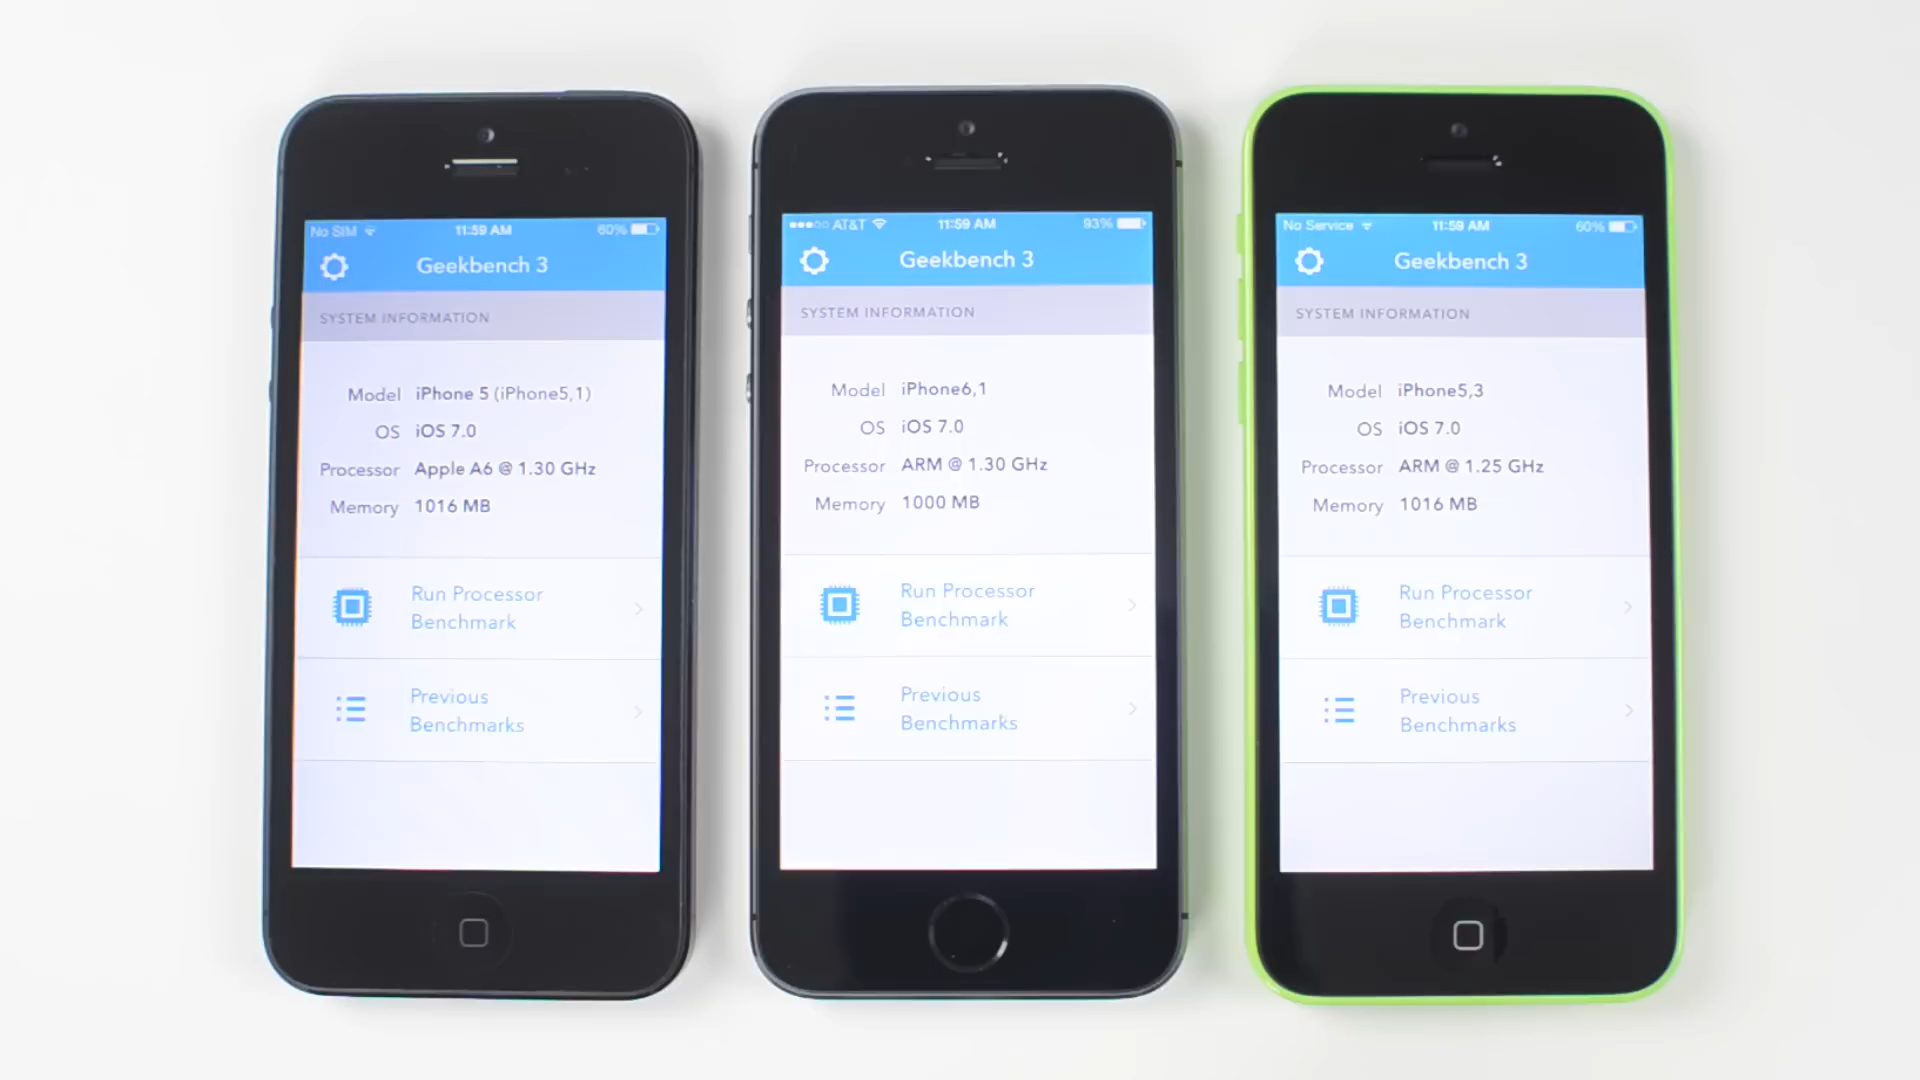 No SIM 11:59 AM 60%
Geekbench 3
SYSTEM INFORMATION
Model iPhone 5 (iPhone5,1)
OS iOS 7.0
Processor Apple A6 @ 1.30 GHz
Memory 1016 MB
Run Processor
Benchmark
Previous
Benchmarks
AT&T 11:59 AM 93%
Geekbench 3
SYSTEM INFORMATION
Model iPhone6,1
OS iOS 7.0
Processor ARM @ 1.30 GHz
Memory 1000 MB
Run Processor
Benchmark
Previous
Benchmarks
No Service 11:59 AM 60%
Geekbench 3
SYSTEM INFORMATION
Model iPhone5,3
OS iOS 7.0
Processor ARM @ 1.25 GHz
Memory 1016 MB
Run Processor
Benchmark
Previous
Benchmarks